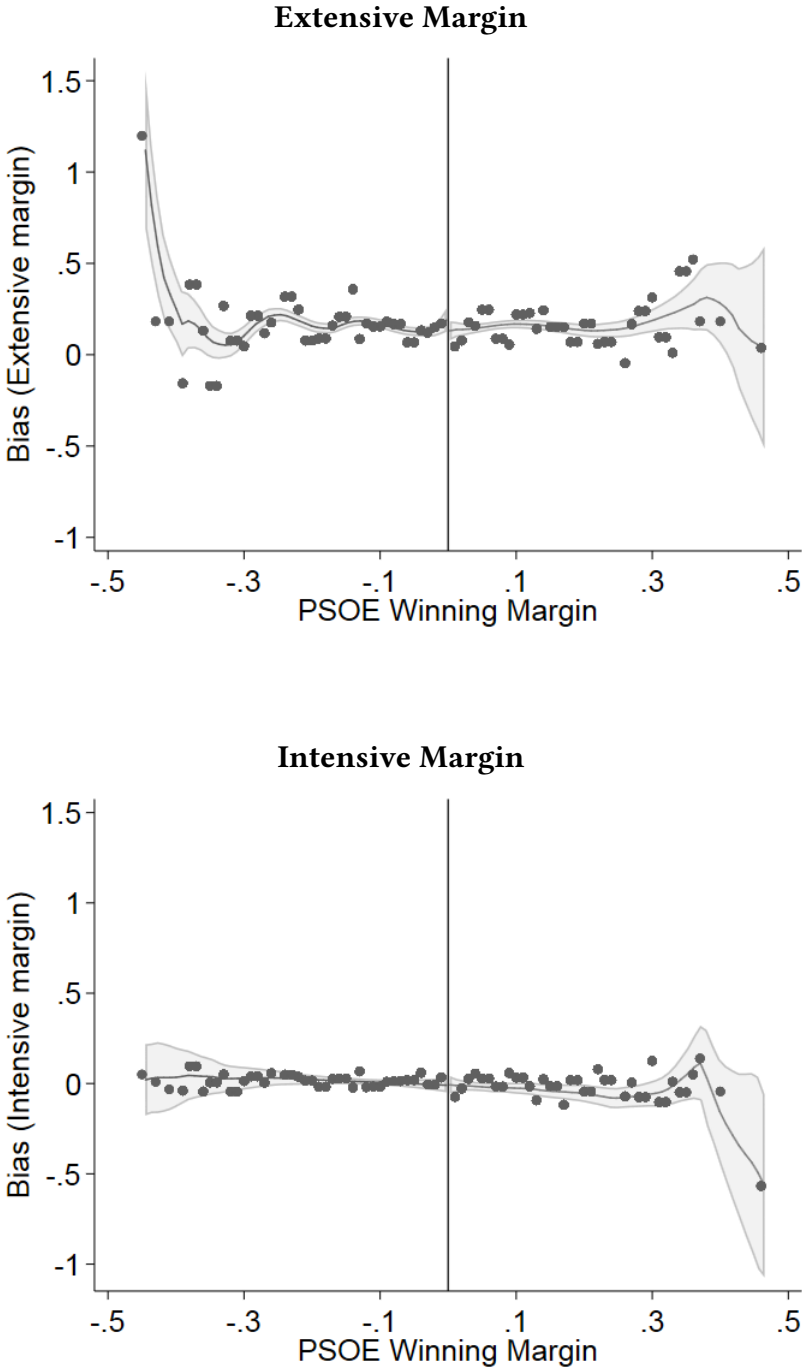 Extensive Margin
1.5
1
.5
0
-.5
-1
Bias (Extensive margin)
-.5 -.3 -.1 .1 .3 .5
PSOE Winning Margin
Intensive Margin
1.5
1
.5
0
-.5
-1
Bias (Intensive margin)
-.5 -.3 -.1 .1 .3 .5
PSOE Winning Margin